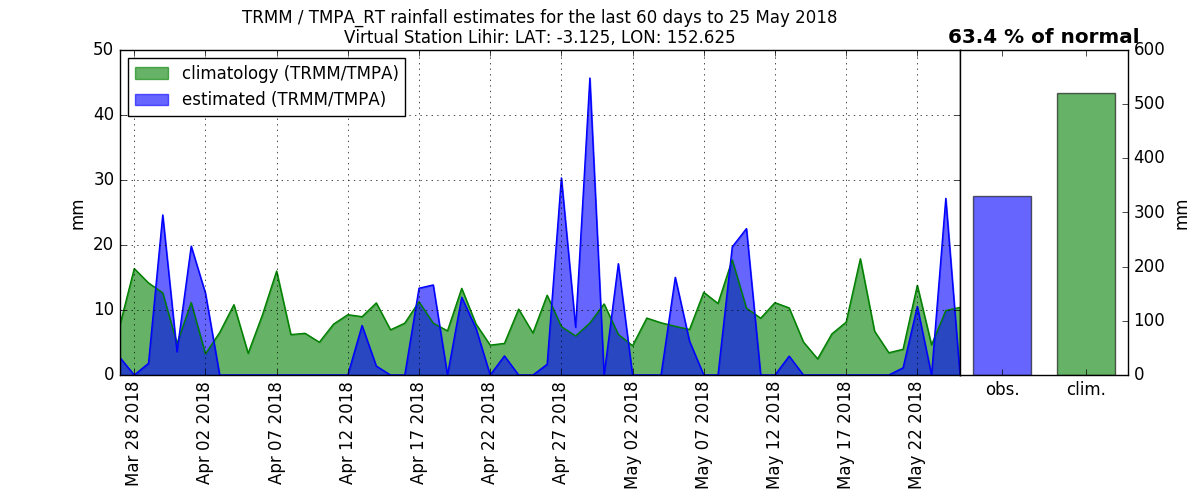 TRMM / TMPA_RT rainfall estimates for the last 60 days to 25 May 2018
Virtual Station Lihir: LAT: -3.125, LON: 152.625
63.4 % of normal
climatology (TRMM/TMPA)
estimated (TRMM/TMPA)
mm
50
40
30
20
10
0
Mar 28 2018
Apr 02 2018
Apr 07 2018
Apr 12 2018
Apr 17 2018
Apr 22 2018
Apr 27 2018
May 02 2018
May 07 2018
May 12 2018
May 17 2018
May 22 2018
obs.
clim.
600
500
400
300
200
100
0
mm